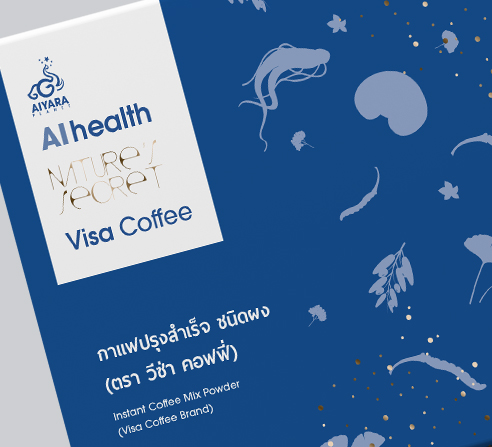 AIYARA
PLANET
AIhealth
NATURE'S
SECRET
Visa Coffee
กาแฟปรุงสำเร็จ ชนิดผง
(ตรา วีซ่า คอฟฟี่)
Instant Coffee Mix Powder
(Visa Coffee Brand)